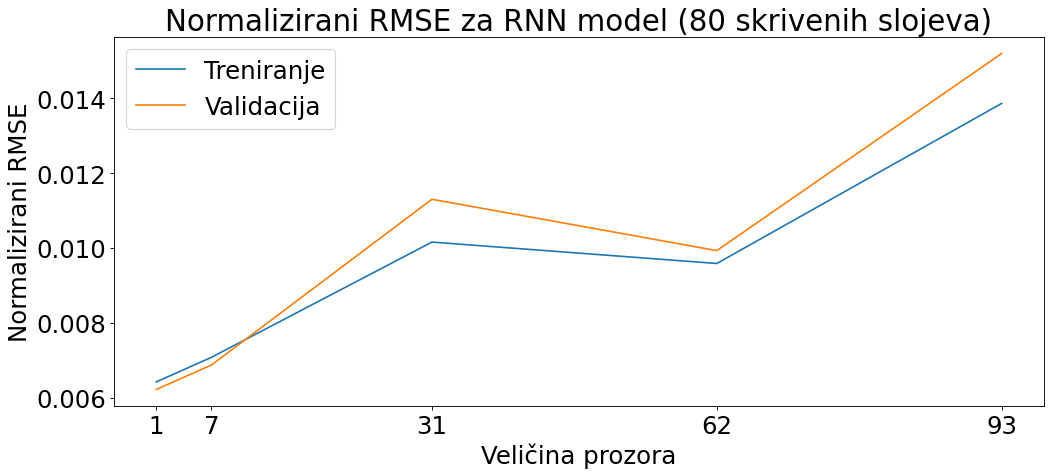 Normalizirani RMSE za RNN model (80 skrivenih slojeva)
Treniranje
Validacija
Normalizirani RMSE
0.014
0.012
0.010
0.008
0.006
1 7 31 62 93
Veličina prozora